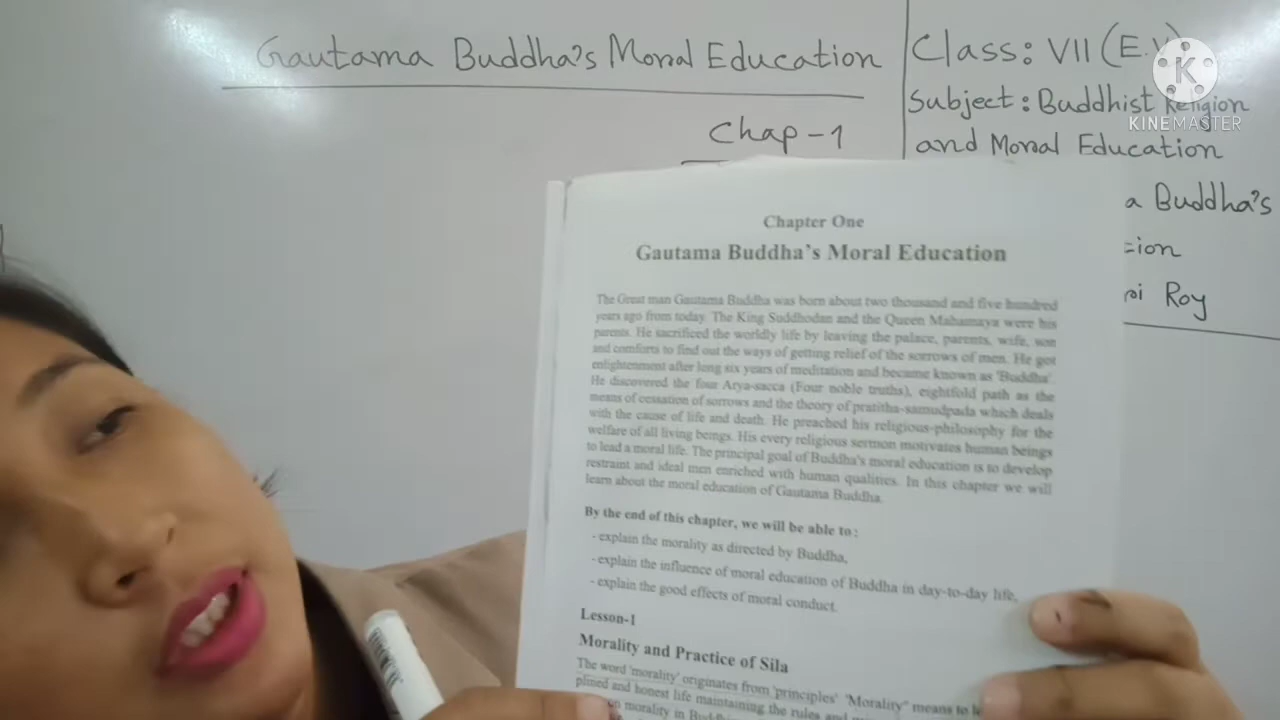 Gautama Buddha's Moral Education
Chap-1
Class: VII (E.V)
Subject: Buddhist Religion
and Moral Education
a Buddha's
Roy
KINEMASTER
Chapter One
Gautama Buddha's Moral Education
The Great man Gautama Buddha was born about two thousand and five hundred
years ago from today. The King Suddhodan and the Queen Mahamaya were his
parents. He sacrificed the worldly life by leaving the palace, parents, wife, son
and comforts to find out the ways of getting relief of the sorrows of men. He got
enlightenment after long six years of meditation and became known as 'Buddha'.
He discovered the four Arya-sacca (Four noble truths), eightfold path as the
means of cessation of sorrows and the theory of pratitha-samudpada which deals
with the cause of life and death. He preached his religious-philosophy for the
welfare of all living beings. His every religious sermon motivates human beings
to lead a moral life. The principal goal of Buddha's moral education is to develop
restraint and ideal men enriched with human qualities. In this chapter we will
learn about the moral education of Gautama Buddha.
By the end of this chapter, we will be able to:
- explain the morality as directed by Buddha,
- explain the influence of moral education of Buddha in day-to-day life,
- explain the good effects of moral conduct.
Lesson-1
Morality and Practice of Sila
The word 'morality' originates from 'principles' 'Morality" means to
plined and honest life maintaining the rules and
morality in